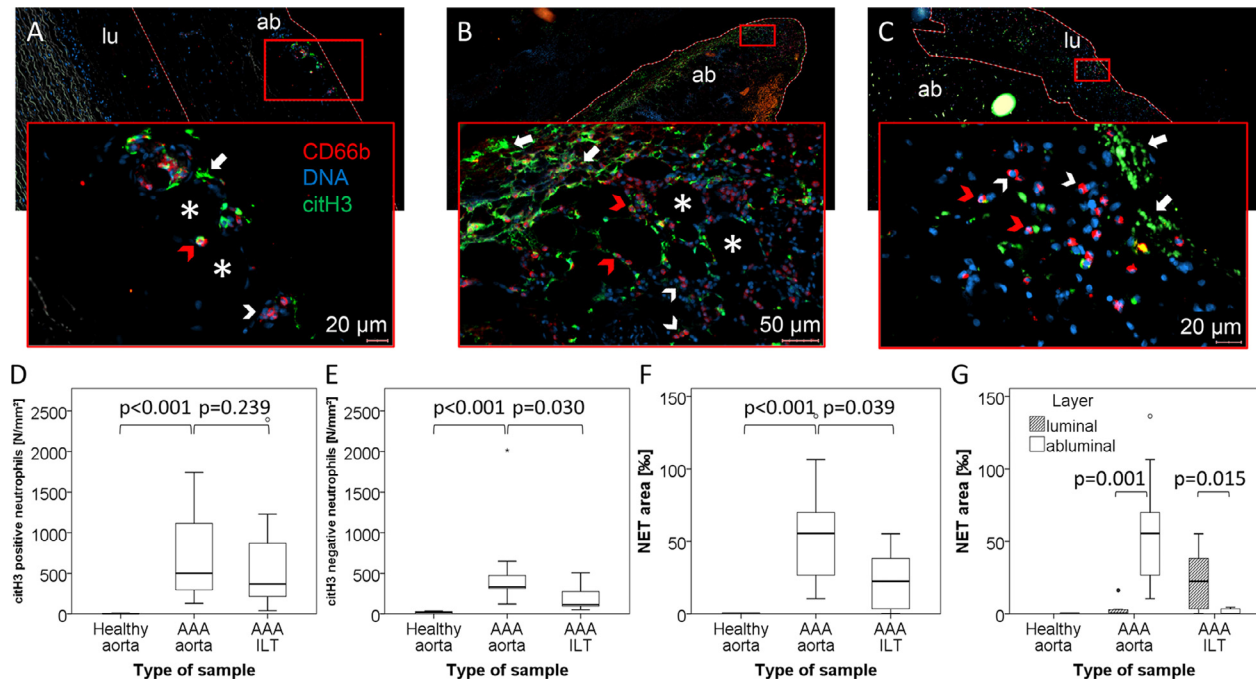 A
lu
ab
CD66b
DNA
citH3
*
*
20 µm
B
ab
*
*
50 µm
C
lu
ab
20 µm
D
citH3 positive neutrophils [N/mm²]
2500
2000
1500
1000
500
0
p<0.001 p=0.239
Healthy aorta
AAA aorta
AAA ILT
Type of sample
E
citH3 negative neutrophils [N/mm²]
2500
2000
1500
1000
500
0
p<0.001 p=0.030
Healthy aorta
AAA aorta
AAA ILT
Type of sample
F
NET area [‰]
150
100
50
0
p<0.001 p=0.039
Healthy aorta
AAA aorta
AAA ILT
Type of sample
G
NET area [‰]
150
100
50
0
Layer
luminal
abluminal
p=0.001
p=0.015
Healthy aorta
AAA aorta
AAA ILT
Type of sample